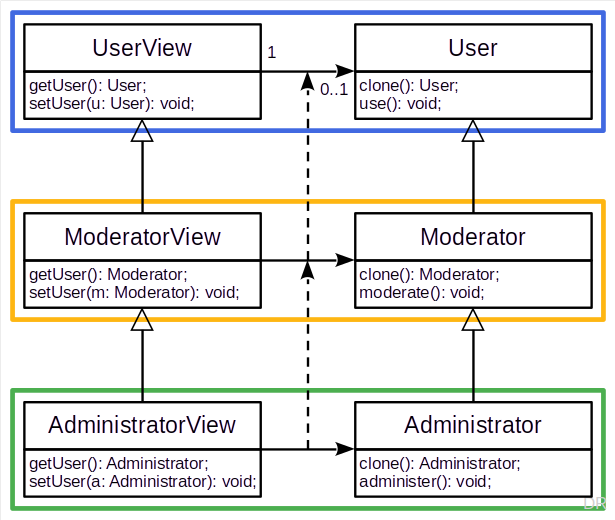 UserView
1
User
getUser(): User;
setUser(u: User): void;
0..1
clone(): User;
use(): void;
ModeratorView
Moderator
getUser(): Moderator;
setUser(m: Moderator): void;
clone(): Moderator;
moderate(): void;
AdministratorView
Administrator
getUser(): Administrator;
setUser(a: Administrator): void;
clone(): Administrator;
administer(): void;
DR